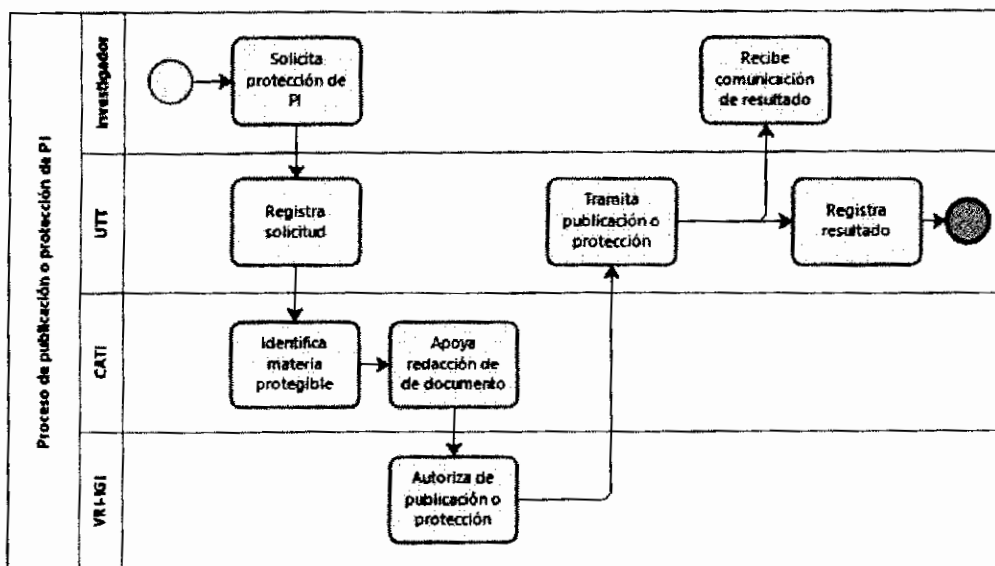 Proceso de publicación o protección de PI
Investigador
Solicita
protección de
PI
Recibe
comunicación
de resultado
UTT
Registra
solicitud
Tramita
publicación o
protección
Registra
resultado
CATI
Identifica
materia
protegible
Apoya
redacción de
de documento
VRI-IGI
Autoriza de
publicación o
protección